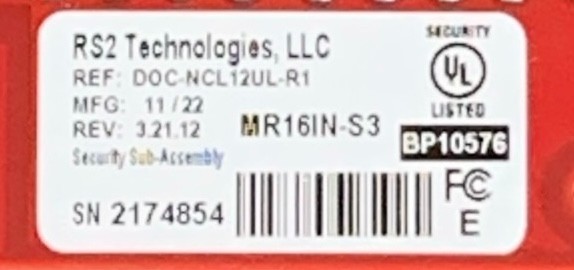 RS2 Technologies, LLC
REF: DOC-NCL12UL-R1
MFG: 11/22
REV: 3.21.12
MR16IN-S3
Security Sub-Assembly
SN 2174854
SECURITY
UL
LISTED
BP10576
FC
E